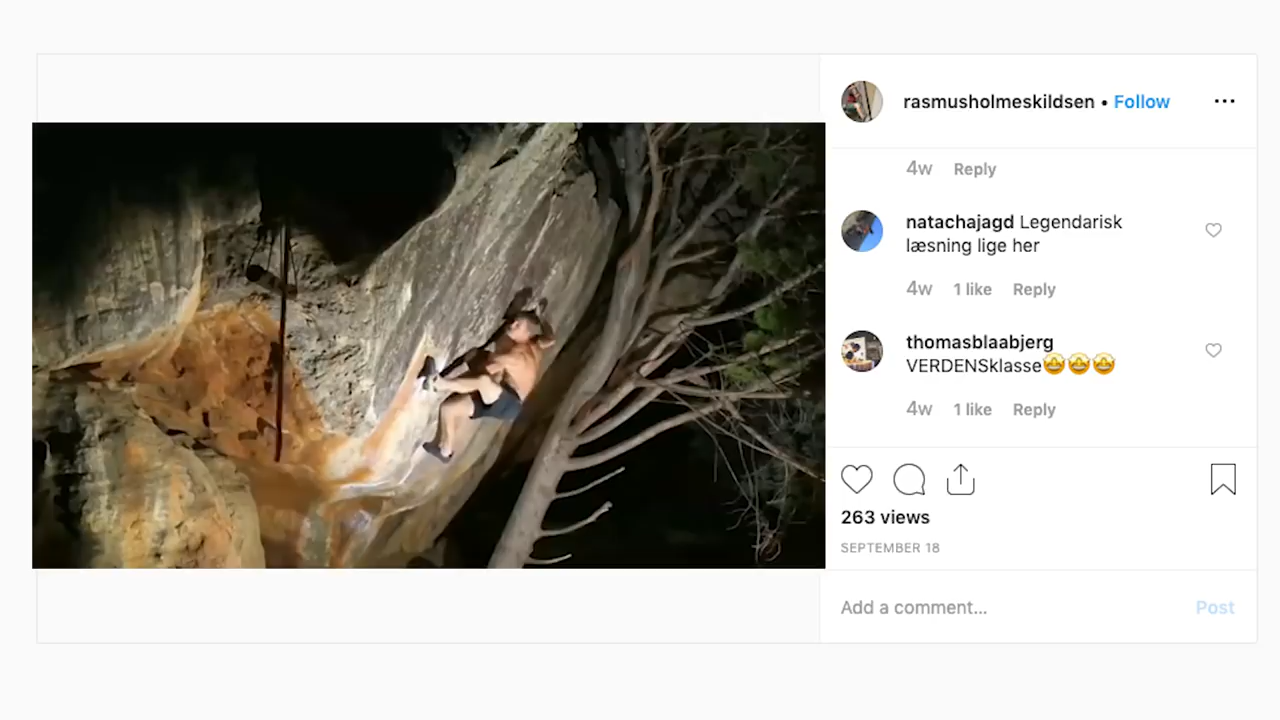 rasmusholmeskildsen • Follow
4w Reply
natachajagd Legendarisk
læsning lige her
4w 1 like Reply
thomasblaabjerg
VERDENSklasse🤩🤩🤩
4w 1 like Reply
263 views
SEPTEMBER 18
Add a comment... Post